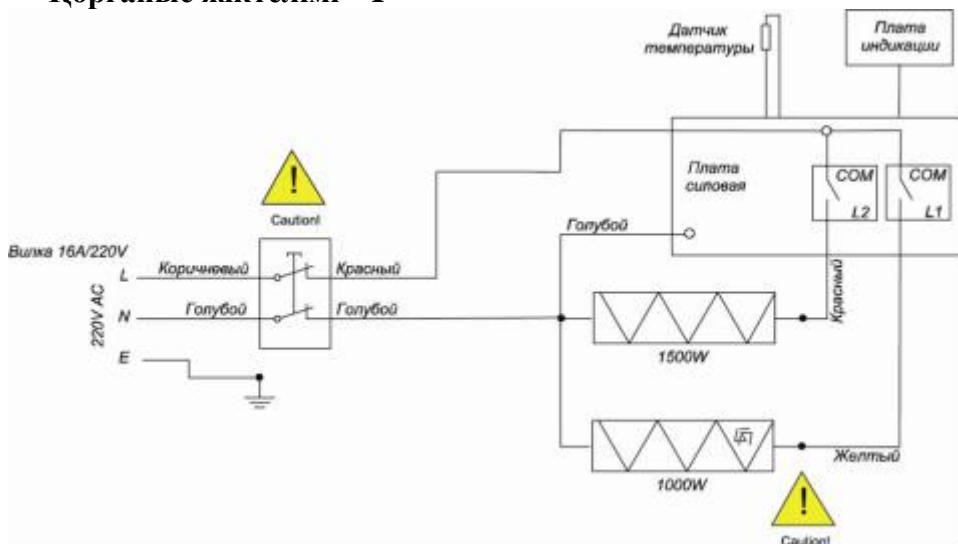 Датчик
температуры
Плата
индикации
Плата
силовая
COM
L2
COM
L1
Caution!
Голубой
Вилка 16A/220V
220V AC
L
Коричневый
Красный
N
Голубой
Голубой
E
Красный
1500W
Желтый
1000W
Caution!